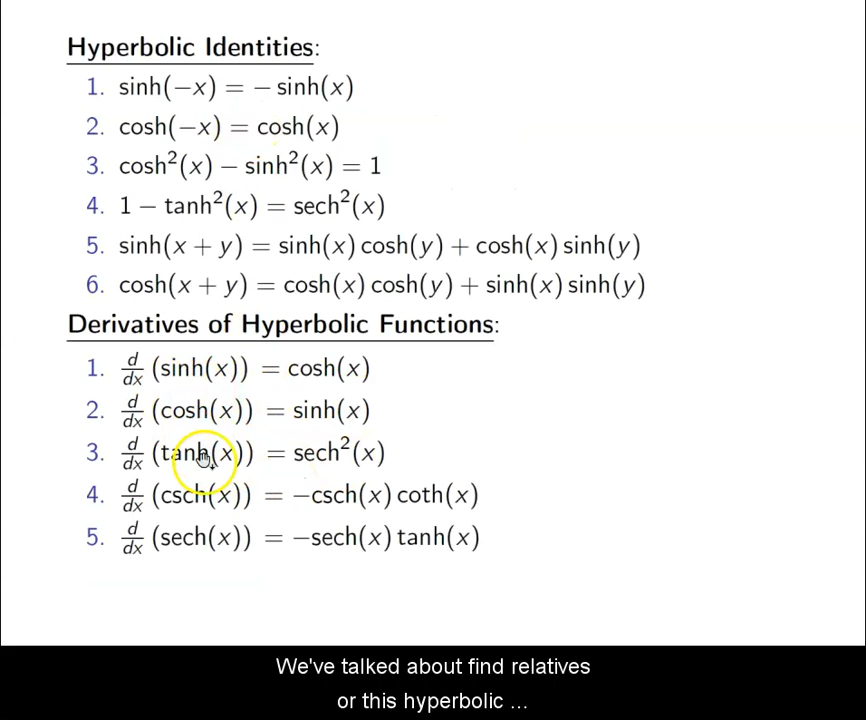 Hyperbolic Identities:
1. sinh(−x) = − sinh(x)
2. cosh(−x) = cosh(x)
3. cosh²(x) − sinh²(x) = 1
4. 1 − tanh²(x) = sech²(x)
5. sinh(x + y) = sinh(x) cosh(y) + cosh(x) sinh(y)
6. cosh(x + y) = cosh(x) cosh(y) + sinh(x) sinh(y)
Derivatives of Hyperbolic Functions:
1. d/dx (sinh(x)) = cosh(x)
2. d/dx (cosh(x)) = sinh(x)
3. d/dx (tanh(x)) = sech²(x)
4. d/dx (csch(x)) = −csch(x) coth(x)
5. d/dx (sech(x)) = −sech(x) tanh(x)
We've talked about find relatives
or this hyperbolic ...